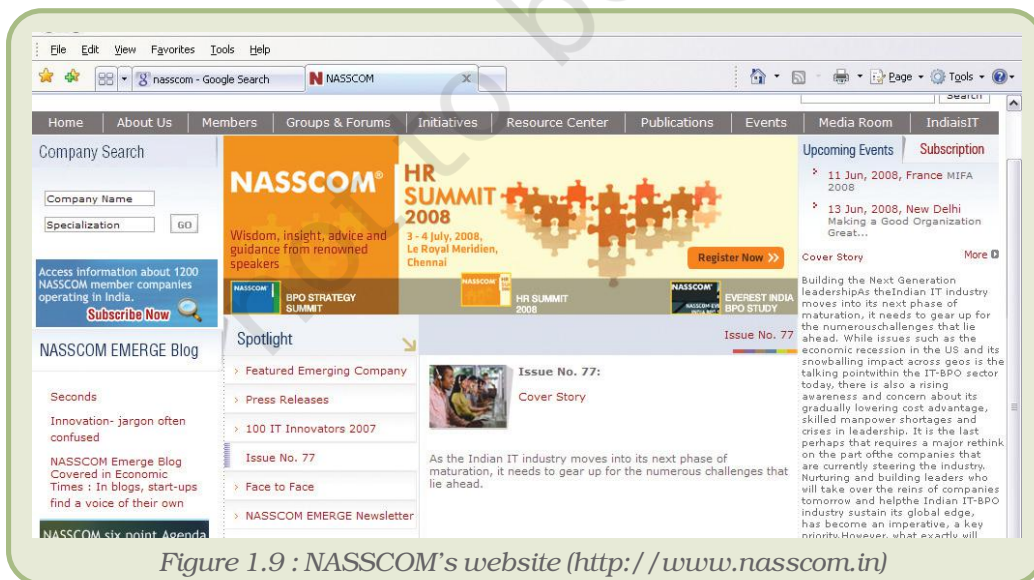 File Edit View Favorites Tools Help
nasscom - Google Search NASSCOM X Page Tools
Search
Home About Us Members Groups & Forums Initiatives Resource Center Publications Events Media Room IndiaisIT
Company Search
Company Name
Specialization GO
Access information about 1200
NASSCOM member companies
operating in India.
Subscribe Now
NASSCOM EMERGE Blog
Seconds
Innovation- jargon often
confused
NASSCOM Emerge Blog
Covered in Economic
Times : In blogs, start-ups
find a voice of their own
NASSCOM six point Agenda
NASSCOM®
Wisdom, insight, advice and
guidance from renowned
speakers
HR
SUMMIT
2008
3 - 4 July, 2008,
Le Royal Meridien,
Chennai
Register Now >>
NASSCOM
BPO STRATEGY
SUMMIT
NASSCOM
HR SUMMIT
2008
NASSCOM
EVEREST INDIA
BPO STUDY
Spotlight
> Featured Emerging Company
> Press Releases
> 100 IT Innovators 2007
Issue No. 77
> Face to Face
> NASSCOM EMERGE Newsletter
Issue No. 77
Issue No. 77:
Cover Story
As the Indian IT industry moves into its next phase of
maturation, it needs to gear up for the numerous challenges that
lie ahead.
Upcoming Events Subscription
11 Jun, 2008, France MIFA
2008
13 Jun, 2008, New Delhi
Making a Good Organization
Great...
Cover Story More
Building the Next Generation
leadershipAs theIndian IT industry
moves into its next phase of
maturation, it needs to gear up for
the numerouschallenges that lie
ahead. While issues such as the
economic recession in the US and its
snowballing impact across geos is the
talking pointwithin the IT-BPO sector
today, there is also a rising
awareness and concern about its
gradually lowering cost advantage,
skilled manpower shortages and
crises in leadership. It is the last
perhaps that requires a major rethink
on the part ofthe companies that
are currently steering the industry.
Nurturing and building leaders who
will take over the reins of companies
tomorrow and helpthe Indian IT-BPO
industry sustain its global edge,
has become an imperative, a key
priority.However, what exactly will
Figure 1.9 : NASSCOM's website (http://www.nasscom.in)